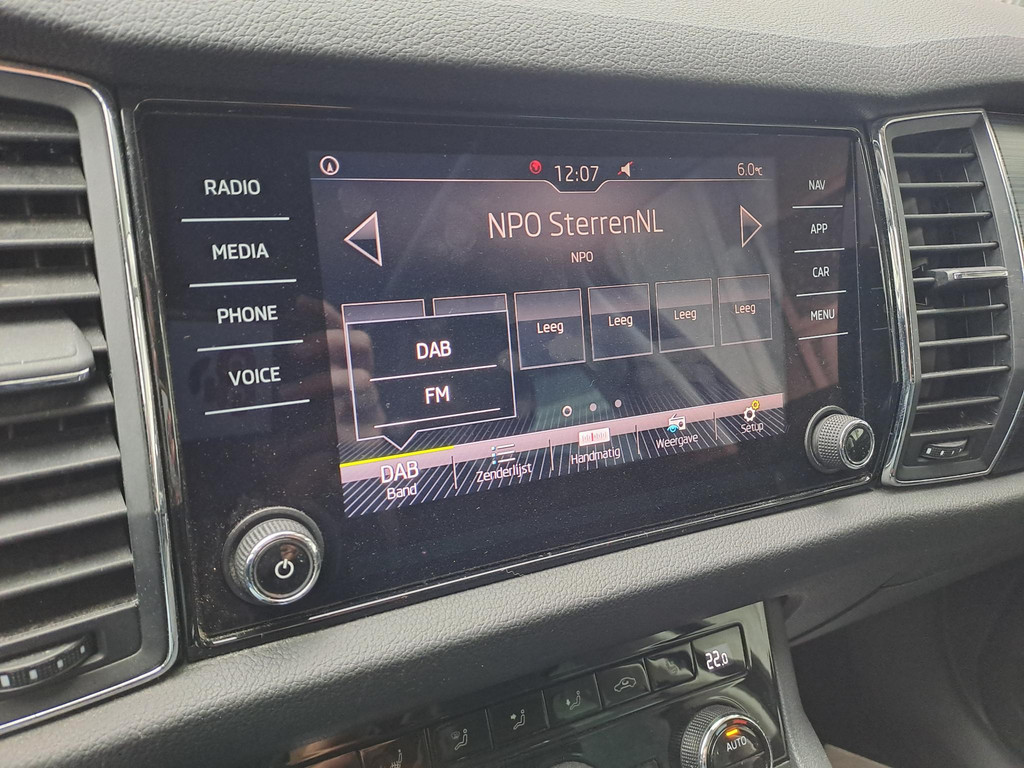 RADIO
MEDIA
PHONE
VOICE
12:07
6.0°C
NPO SterrenNL
NPO
Leeg
Leeg
Leeg
Leeg
DAB
FM
DAB
Band
Zenderlijst
Handmatig
Weergave
Setup
NAV
APP
CAR
MENU
22.0
AUTO